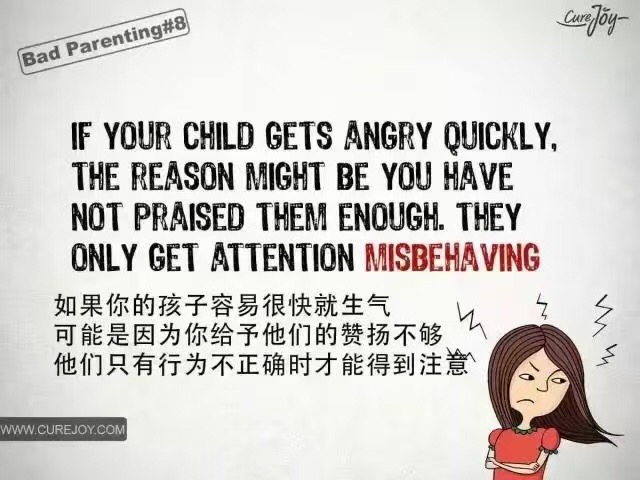 Bad Parenting#8
Cure Joy
IF YOUR CHILD GETS ANGRY QUICKLY,
THE REASON MIGHT BE YOU HAVE
NOT PRAISED THEM ENOUGH. THEY
ONLY GET ATTENTION MISBEHAVING
如果你的孩子容易很快就生气
可能是因为你给予他们的赞扬不够
他们只有行为不正确时才能得到注意
WWW.CUREJOY.COM